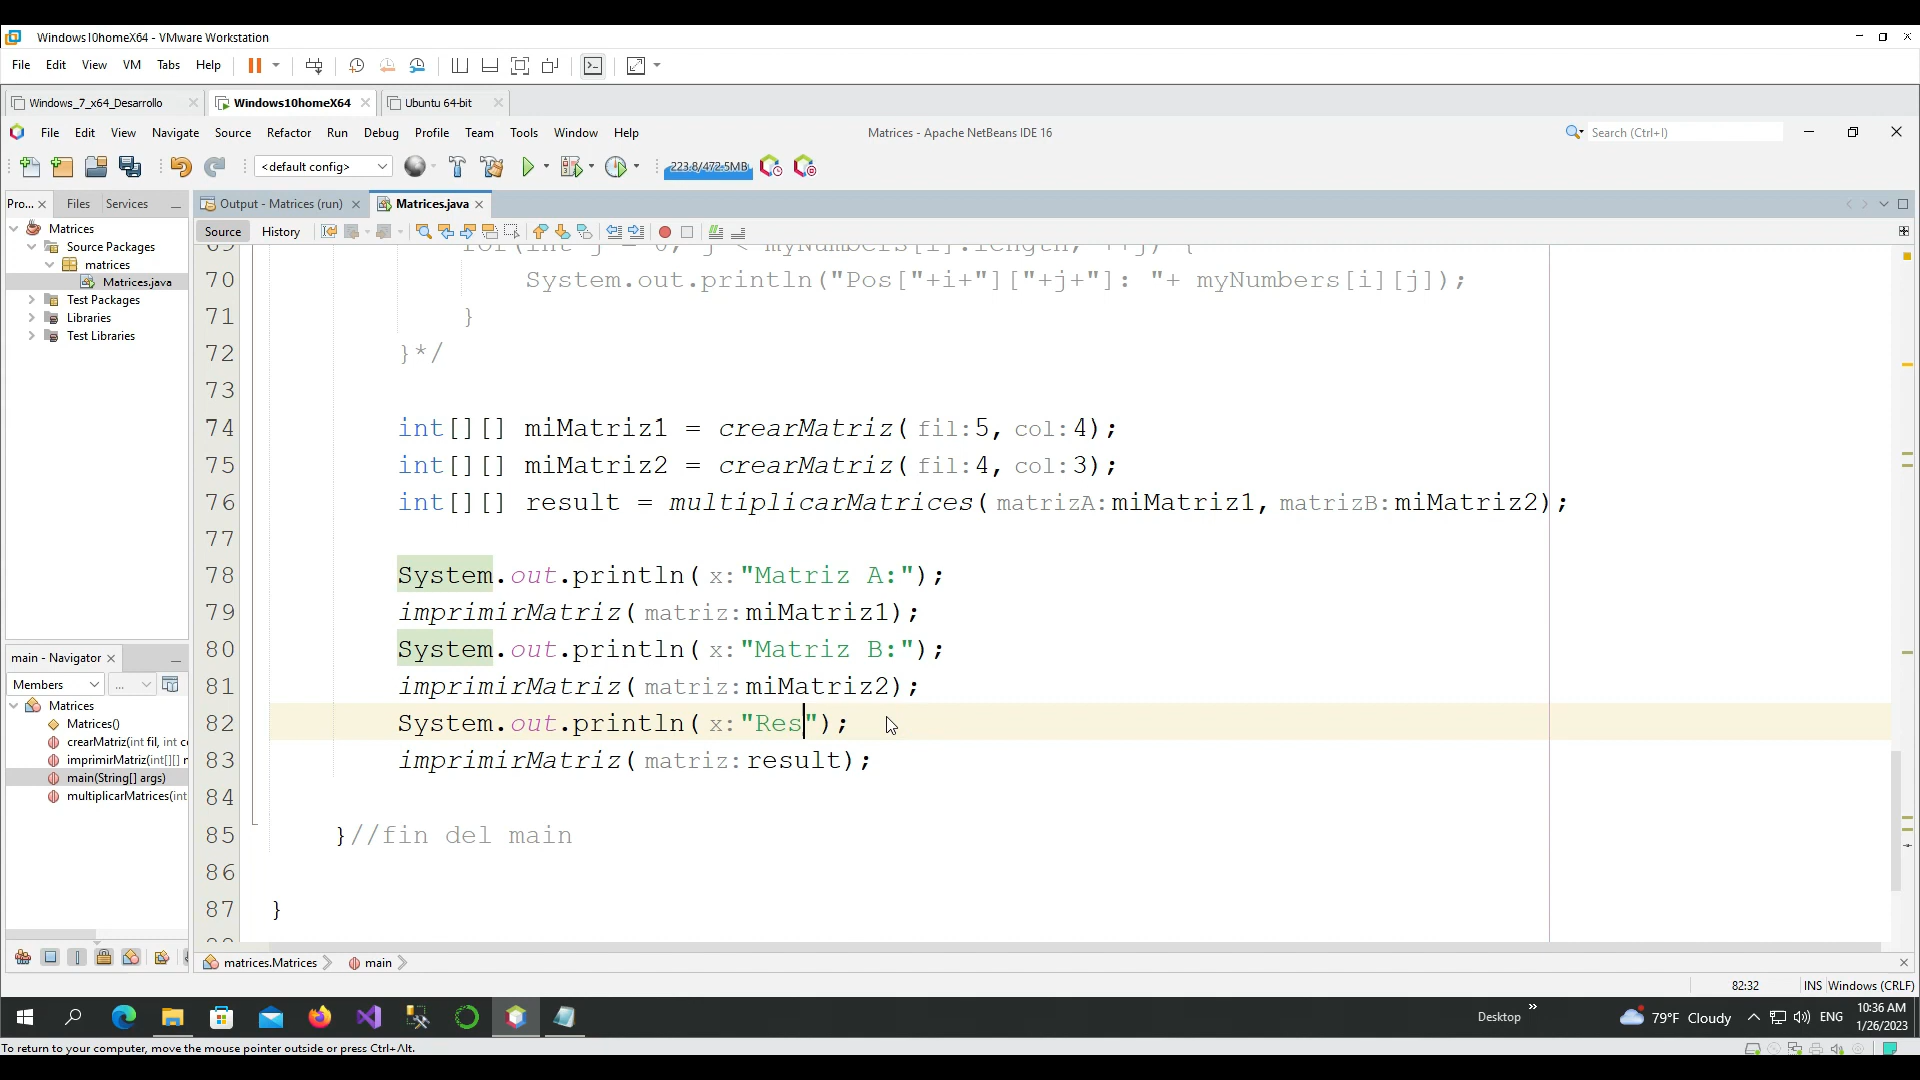 Windows10homeX64 - VMware Workstation
File Edit View VM Tabs Help
Windows_7_x64_Desarrollo Windows10homeX64 Ubuntu 64-bit
File Edit View Navigate Source Refactor Run Debug Profile Team Tools Window Help Matrices - Apache NetBeans IDE 16 Search (Ctrl+I)
<default config> 223.8/472.5MB
Pro... Files Services Output - Matrices (run) Matrices.java
Source History
Matrices
Source Packages
matrices
Matrices.java
Test Packages
Libraries
Test Libraries
69 for(int j = 0; j < myNumbers[i].length; ++j) {
70 System.out.println("Pos["+i+"]["+j+"]: "+ myNumbers[i][j]);
71 }
72 }*/
73
74 int[][] miMatriz1 = crearMatriz( fil:5, col:4);
75 int[][] miMatriz2 = crearMatriz( fil:4, col:3);
76 int[][] result = multiplicarMatrices( matrizA:miMatriz1, matrizB:miMatriz2);
77
78 System.out.println( x:"Matriz A:");
79 imprimirMatriz( matriz:miMatriz1);
80 System.out.println( x:"Matriz B:");
81 imprimirMatriz( matriz:miMatriz2);
82 System.out.println( x:"Res");
83 imprimirMatriz( matriz:result);
84
85 }//fin del main
86
87 }
main - Navigator
Members ...
Matrices
Matrices()
crearMatriz(int fil, int c
imprimirMatriz(int[][]
main(String[] args)
multiplicarMatrices(int
matrices.Matrices main
82:32 INS Windows (CRLF)
Desktop 79°F Cloudy ENG 10:36 AM
1/26/2023
To return to your computer, move the mouse pointer outside or press Ctrl+Alt.